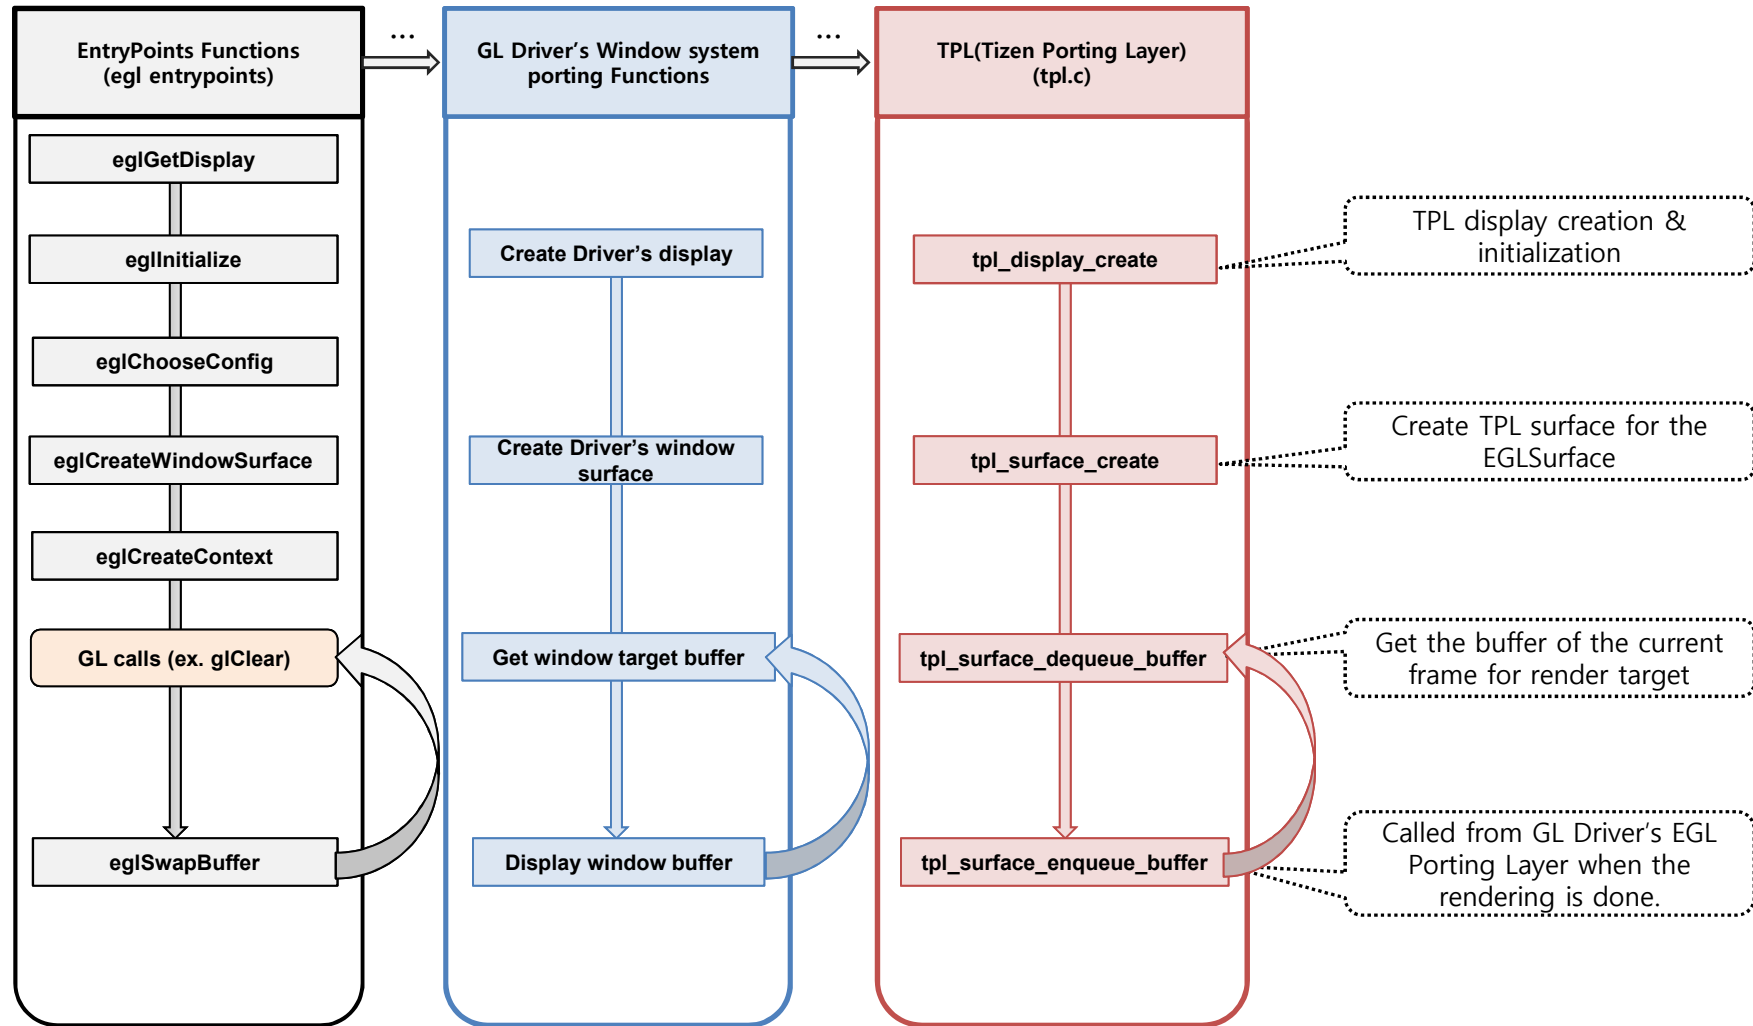 EntryPoints Functions
(egl entrypoints)
...
GL Driver's Window system
porting Functions
...
TPL(Tizen Porting Layer)
(tpl.c)
eglGetDisplay
eglInitialize
eglChooseConfig
eglCreateWindowSurface
eglCreateContext
GL calls (ex. glClear)
eglSwapBuffer
Create Driver's display
Create Driver's window
surface
Get window target buffer
Display window buffer
tpl_display_create
tpl_surface_create
tpl_surface_dequeue_buffer
tpl_surface_enqueue_buffer
TPL display creation &
initialization
Create TPL surface for the
EGLSurface
Get the buffer of the current
frame for render target
Called from GL Driver's EGL
Porting Layer when the
rendering is done.